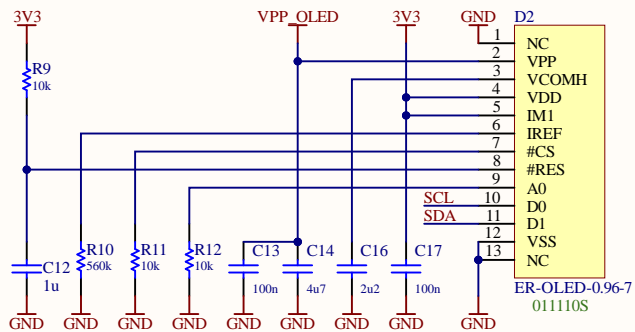 3V3
VPP_OLED
3V3
GND
D2
1
NC
2
VPP
3
VCOMH
4
VDD
5
IM1
6
IREF
7
#CS
8
#RES
9
A0
SCL
10
D0
SDA
11
D1
12
VSS
13
NC
ER-OLED-0.96-7
011110S
R9
10k
C12
1u
R10
560k
R11
10k
R12
10k
C13
100n
C14
4u7
C16
2u2
C17
100n
GND
GND
GND
GND
GND
GND
GND
GND
GND